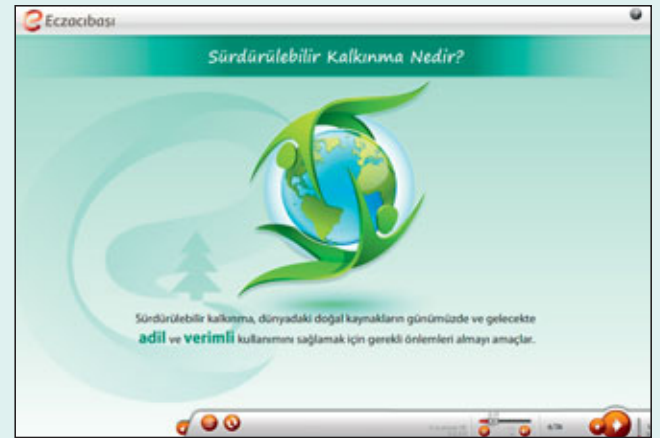 Eczacıbaşı
Sürdürülebilir Kalkınma Nedir?
Sürdürülebilir kalkınma, dünyadaki doğal kaynakların günümüzde ve gelecekte
adil ve verimli kullanımını sağlamak için gerekli önlemleri almayı amaçlar.